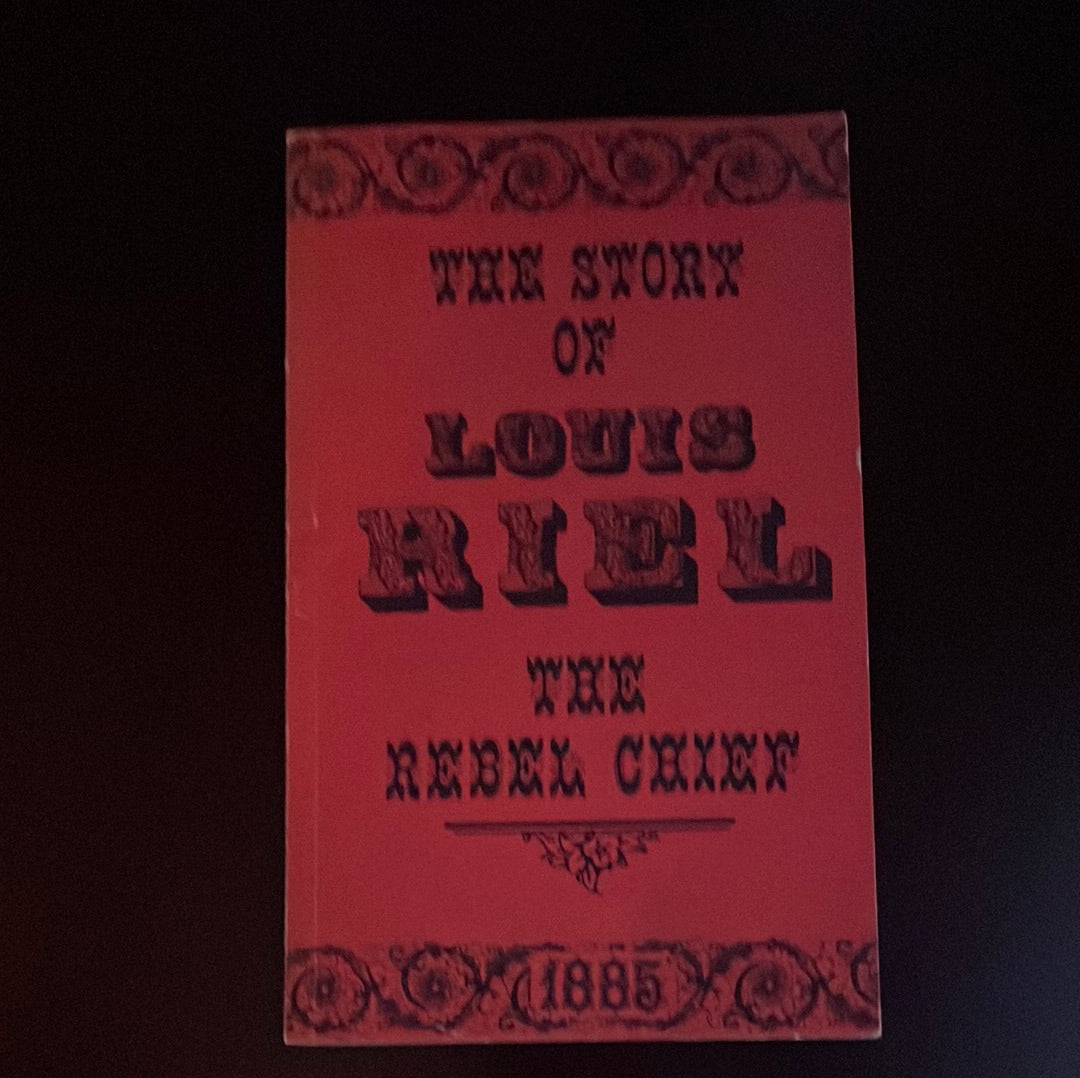 THE STORY
OF
LOUIS
RIEL
THE
REBEL CHIEF
1885